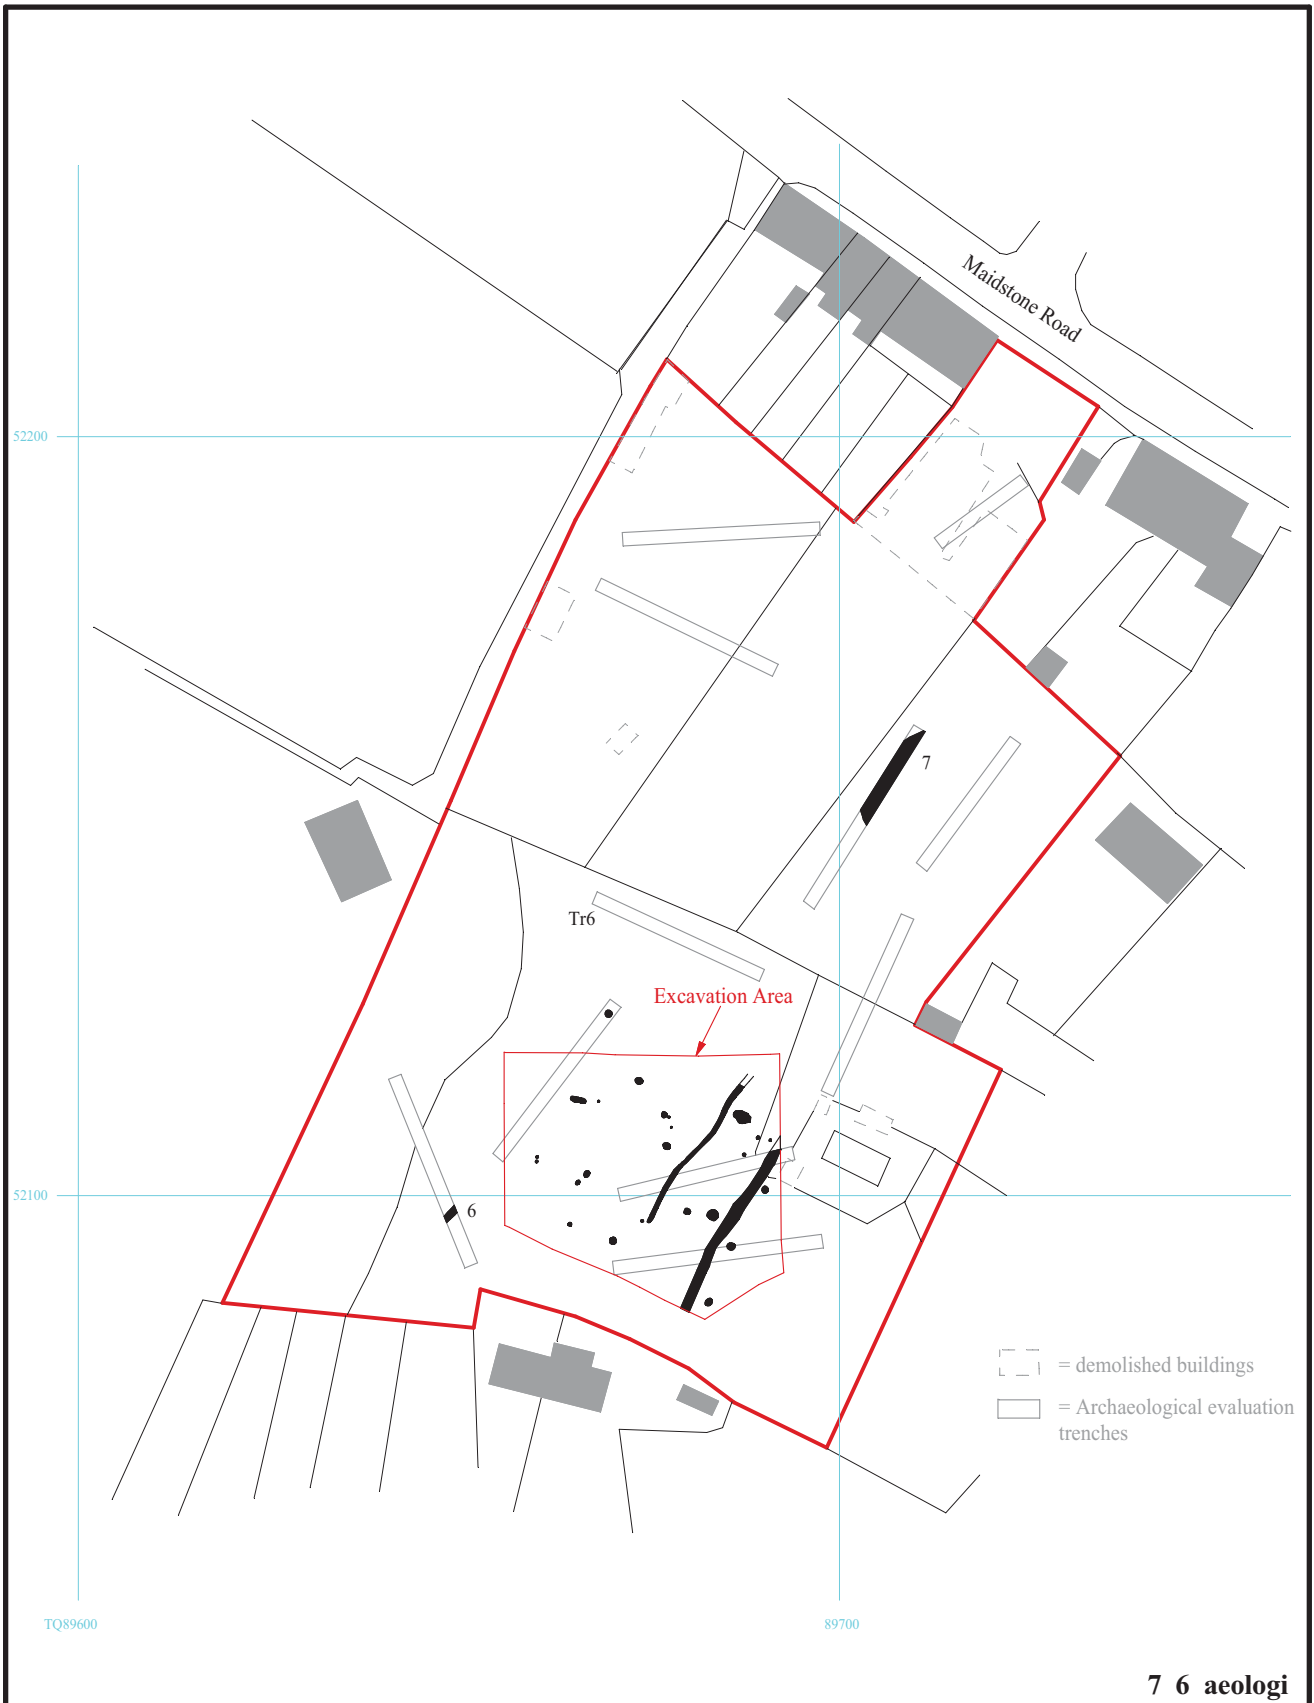 Maidstone Road
52200
7
Tr6
Excavation Area
52100
6
= demolished buildings
= Archaeological evaluation
trenches
TQ89600
89700
7 6 aeologi